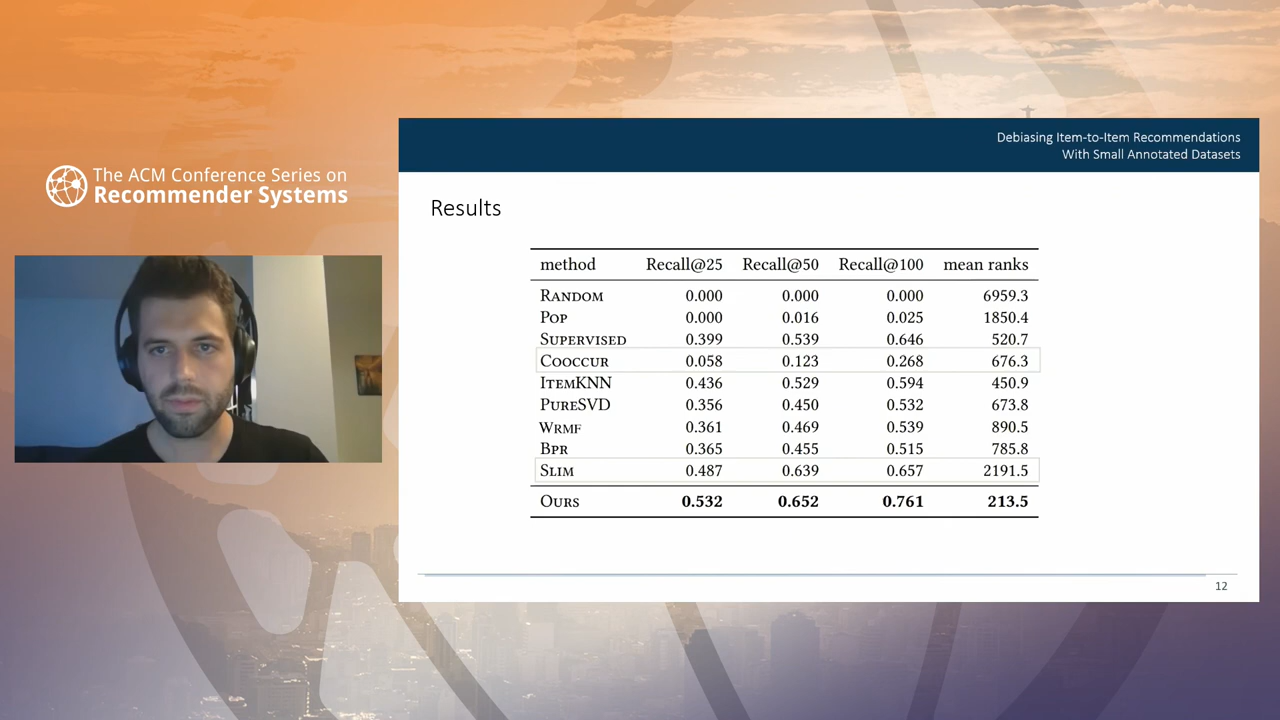 The ACM Conference Series on
Recommender Systems
Debiasing Item-to-Item Recommendations
With Small Annotated Datasets
Results
method Recall@25 Recall@50 Recall@100 mean ranks
Random 0.000 0.000 0.000 6959.3
Pop 0.000 0.016 0.025 1850.4
Supervised 0.399 0.539 0.646 520.7
Cooccur 0.058 0.123 0.268 676.3
ItemKNN 0.436 0.529 0.594 450.9
PureSVD 0.356 0.450 0.532 673.8
Wrmf 0.361 0.469 0.539 890.5
Bpr 0.365 0.455 0.515 785.8
Slim 0.487 0.639 0.657 2191.5
Ours 0.532 0.652 0.761 213.5
12